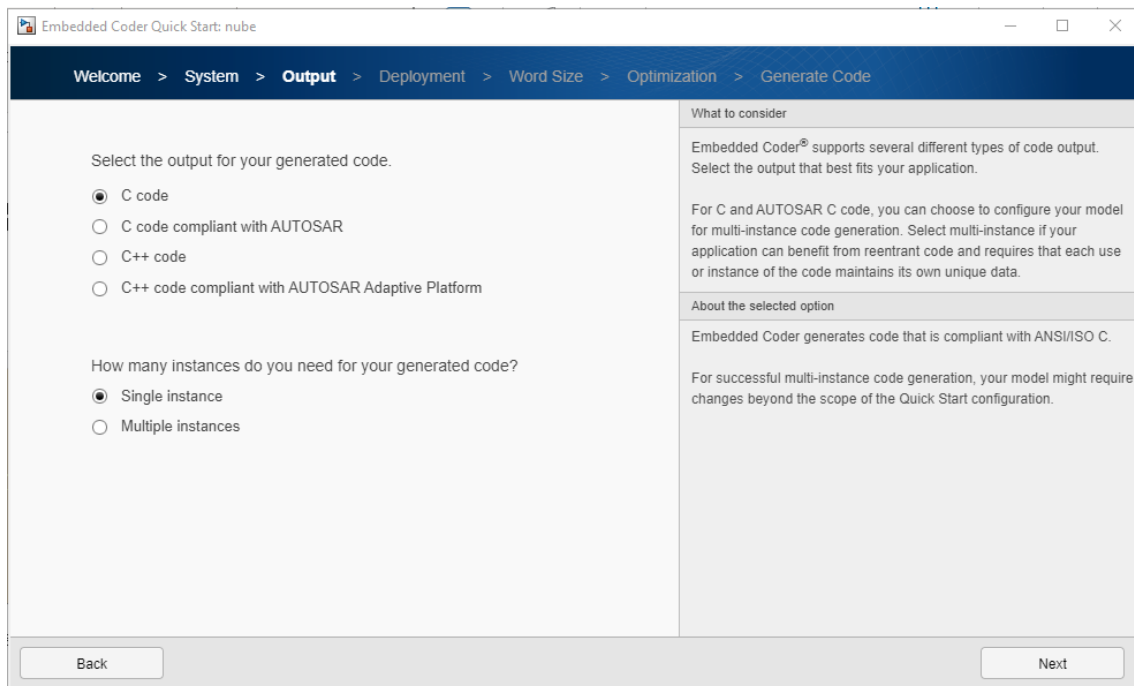 Embedded Coder Quick Start: nube
Welcome > System > Output > Deployment > Word Size > Optimization > Generate Code
Select the output for your generated code.
C code
C code compliant with AUTOSAR
C++ code
C++ code compliant with AUTOSAR Adaptive Platform
How many instances do you need for your generated code?
Single instance
Multiple instances
What to consider
Embedded Coder® supports several different types of code output.
Select the output that best fits your application.
For C and AUTOSAR C code, you can choose to configure your model
for multi-instance code generation. Select multi-instance if your
application can benefit from reentrant code and requires that each use
or instance of the code maintains its own unique data.
About the selected option
Embedded Coder generates code that is compliant with ANSI/ISO C.
For successful multi-instance code generation, your model might require
changes beyond the scope of the Quick Start configuration.
Back
Next